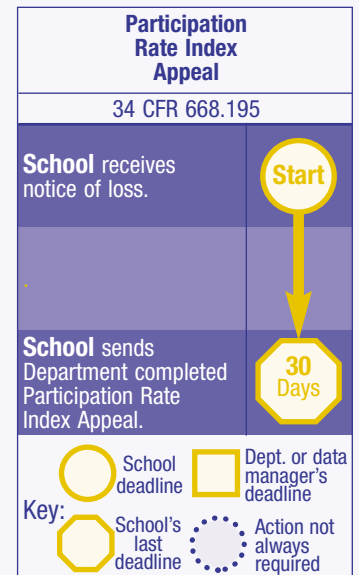 Participation
Rate Index
Appeal
34 CFR 668.195
School receives
notice of loss.
Start
School sends
Department completed
Participation Rate
Index Appeal.
30
Days
Key:
School
deadline
Dept. or data
manager's
deadline
School's
last
deadline
Action not
always
required